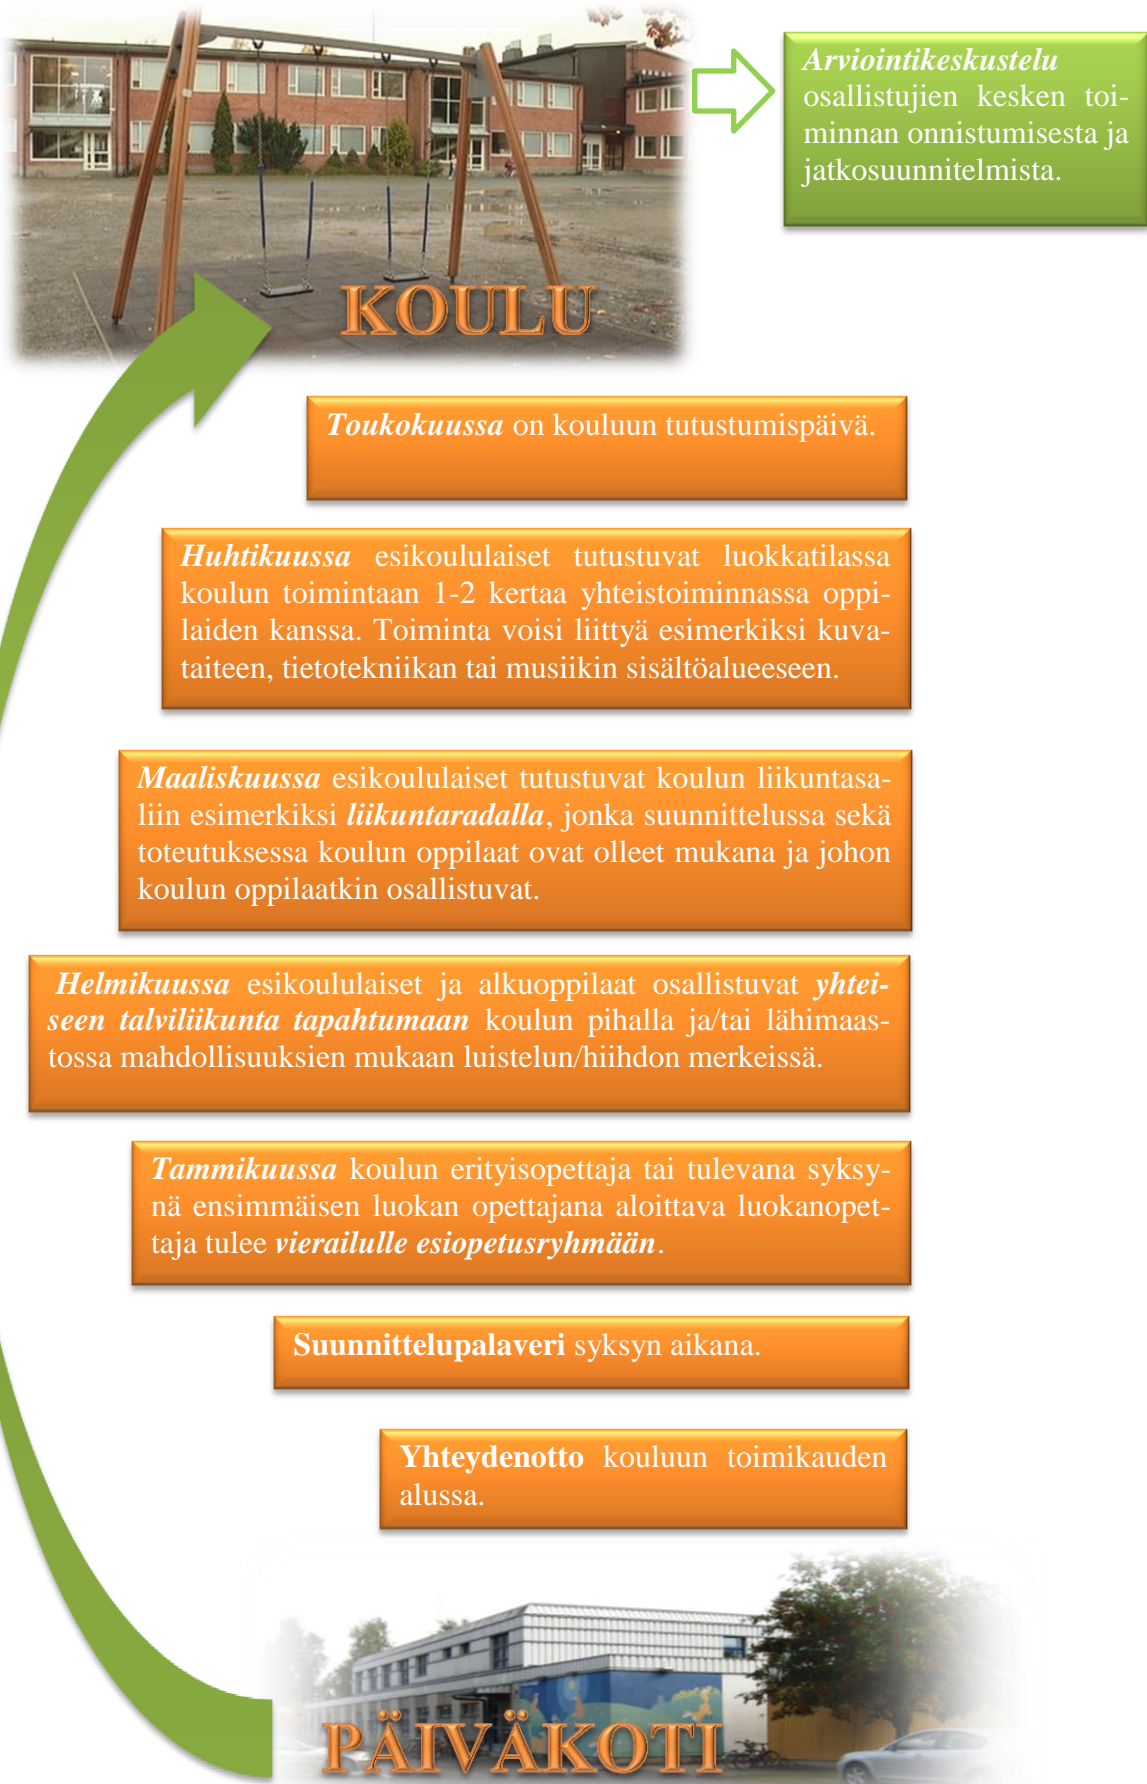 Arviointikeskustelu
osallistujien kesken toi-
minnan onnistumisesta ja
jatkosuunnitelmista.
KOULU
Toukokuussa on kouluun tutustumispäivä.
Huhtikuussa esikoululaiset tutustuvat luokkatilassa
koulun toimintaan 1-2 kertaa yhteistoiminnassa oppi-
laiden kanssa. Toiminta voisi liittyä esimerkiksi kuva-
taiteen, tietotekniikan tai musiikin sisältöalueeseen.
Maaliskuussa esikoululaiset tutustuvat koulun liikuntasa-
liin esimerkiksi liikuntaradalla, jonka suunnittelussa sekä
toteutuksessa koulun oppilaat ovat olleet mukana ja johon
koulun oppilaatkin osallistuvat.
Helmikuussa esikoululaiset ja alkuoppilaat osallistuvat yhtei-
seen talviliikunta tapahtumaan koulun pihalla ja/tai lähimaas-
tossa mahdollisuuksien mukaan luistelun/hiihdon merkeissä.
Tammikuussa koulun erityisopettaja tai tulevana syksy-
nä ensimmäisen luokan opettajana aloittava luokanopet-
taja tulee vierailulle esiopetusryhmään.
Suunnittelupalaveri syksyn aikana.
Yhteydenotto kouluun toimikauden
alussa.
PÄIVÄKOTI